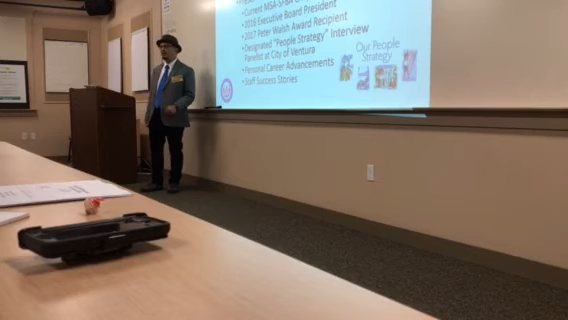 •Current MSA-SFBA
•2016 Executive Board President
•2017 Peter Walsh Award Recipient
•Designated "People Strategy" Interview
Panelist at City of Ventura
•Personal Career Advancements
•Staff Success Stories
Our People
Strategy